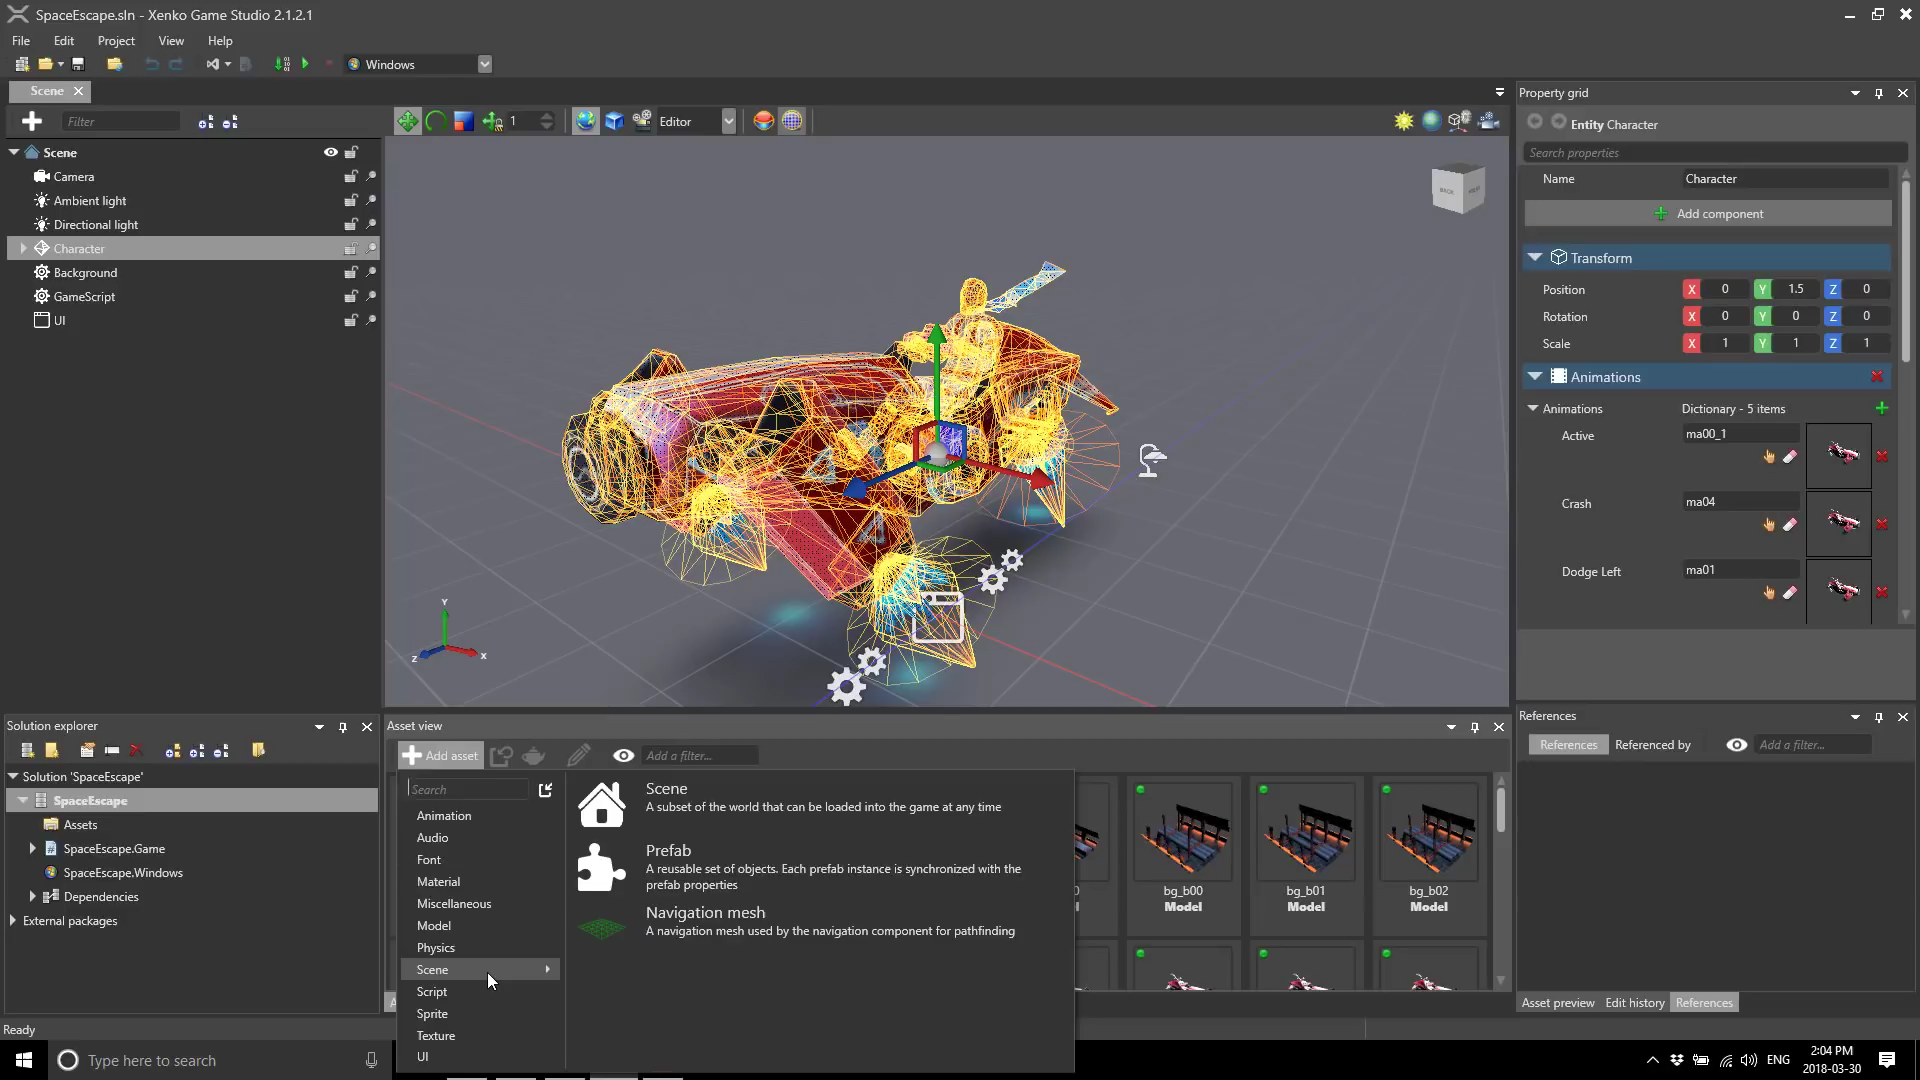 SpaceEscape.sln - Xenko Game Studio 2.1.2.1
File Edit Project View Help
Windows
Scene
Filter
1
Editor
Scene
Camera
Ambient light
Directional light
Character
Background
GameScript
UI
Y
Z
X
Property grid
Entity Character
Search properties
Name Character
Add component
Transform
Position X 0 Y 1.5 Z 0
Rotation X 0 Y 0 Z 0
Scale X 1 Y 1 Z 1
Animations
Animations Dictionary - 5 items
Active ma00_1
Crash ma04
Dodge Left ma01
Solution explorer
Solution 'SpaceEscape'
SpaceEscape
Assets
SpaceEscape.Game
SpaceEscape.Windows
Dependencies
External packages
Asset view
Add asset
Add a filter...
Search
Animation
Audio
Font
Material
Miscellaneous
Model
Physics
Scene
Script
Sprite
Texture
UI
Scene
A subset of the world that can be loaded into the game at any time
Prefab
A reusable set of objects. Each prefab instance is synchronized with the
prefab properties
Navigation mesh
A navigation mesh used by the navigation component for pathfinding
bg_b00
Model
bg_b01
Model
bg_b02
Model
References
References Referenced by Add a filter...
Asset preview Edit history References
Ready
Type here to search
ENG
2:04 PM
2018-03-30